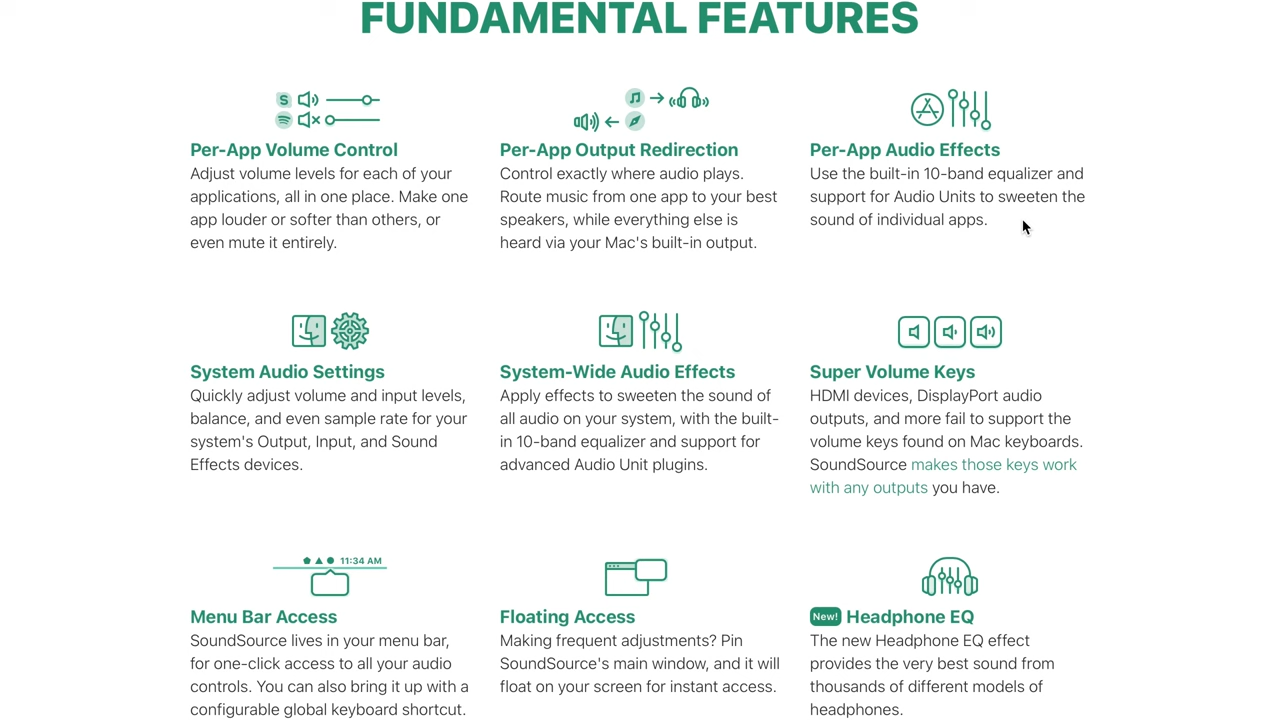 FUNDAMENTAL FEATURES
S
Per-App Volume Control
Adjust volume levels for each of your
applications, all in one place. Make one
app louder or softer than others, or
even mute it entirely.
Per-App Output Redirection
Control exactly where audio plays.
Route music from one app to your best
speakers, while everything else is
heard via your Mac's built-in output.
Per-App Audio Effects
Use the built-in 10-band equalizer and
support for Audio Units to sweeten the
sound of individual apps.
System Audio Settings
Quickly adjust volume and input levels,
balance, and even sample rate for your
system's Output, Input, and Sound
Effects devices.
System-Wide Audio Effects
Apply effects to sweeten the sound of
all audio on your system, with the built-
in 10-band equalizer and support for
advanced Audio Unit plugins.
Super Volume Keys
HDMI devices, DisplayPort audio
outputs, and more fail to support the
volume keys found on Mac keyboards.
SoundSource makes those keys work
with any outputs you have.
11:34 AM
Menu Bar Access
SoundSource lives in your menu bar,
for one-click access to all your audio
controls. You can also bring it up with a
configurable global keyboard shortcut.
Floating Access
Making frequent adjustments? Pin
SoundSource's main window, and it will
float on your screen for instant access.
New! Headphone EQ
The new Headphone EQ effect
provides the very best sound from
thousands of different models of
headphones.